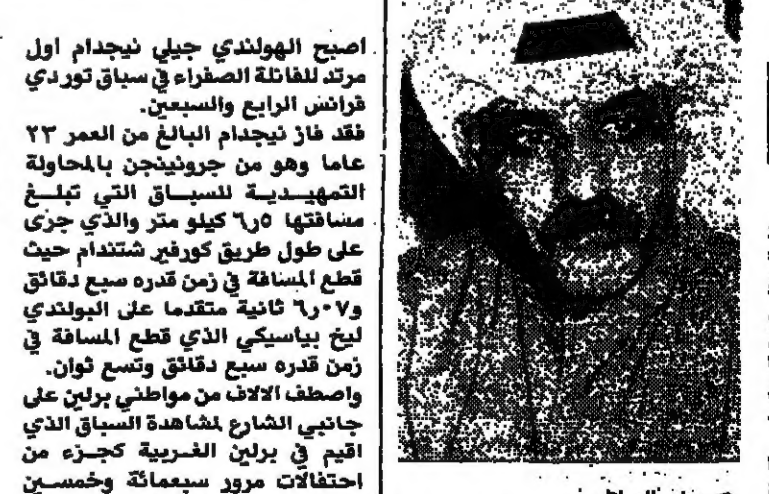 اصبح الهولندي جيلي نيجدام اول
مرتد للفانلة الصفراء في سباق تور دي
فرانس الرابع والسبعين.
فقد فاز نيجدام البالغ من العمر ٢٣
عاما وهو من جرونينجن بالمحاولة
التمهيدية للسباق التي تبلغ
مسافتها ٥ر٦ كيلو متر والذي جرى
على طول طريق كورفير شتندام حيث
قطع المسافة في زمن قدره سبع دقائق
و٠٧ر٦ ثانية متقدما على البولندي
ليخ بياسيكي الذي قطع المسافة في
زمن قدره سبع دقائق وتسع ثوان.
واصطف الالاف من مواطني برلين على
جانبي الشارع لمشاهدة السباق الذي
اقيم في برلين الغربية كجزء من
احتفالات مرور سبعمائة وخمسين